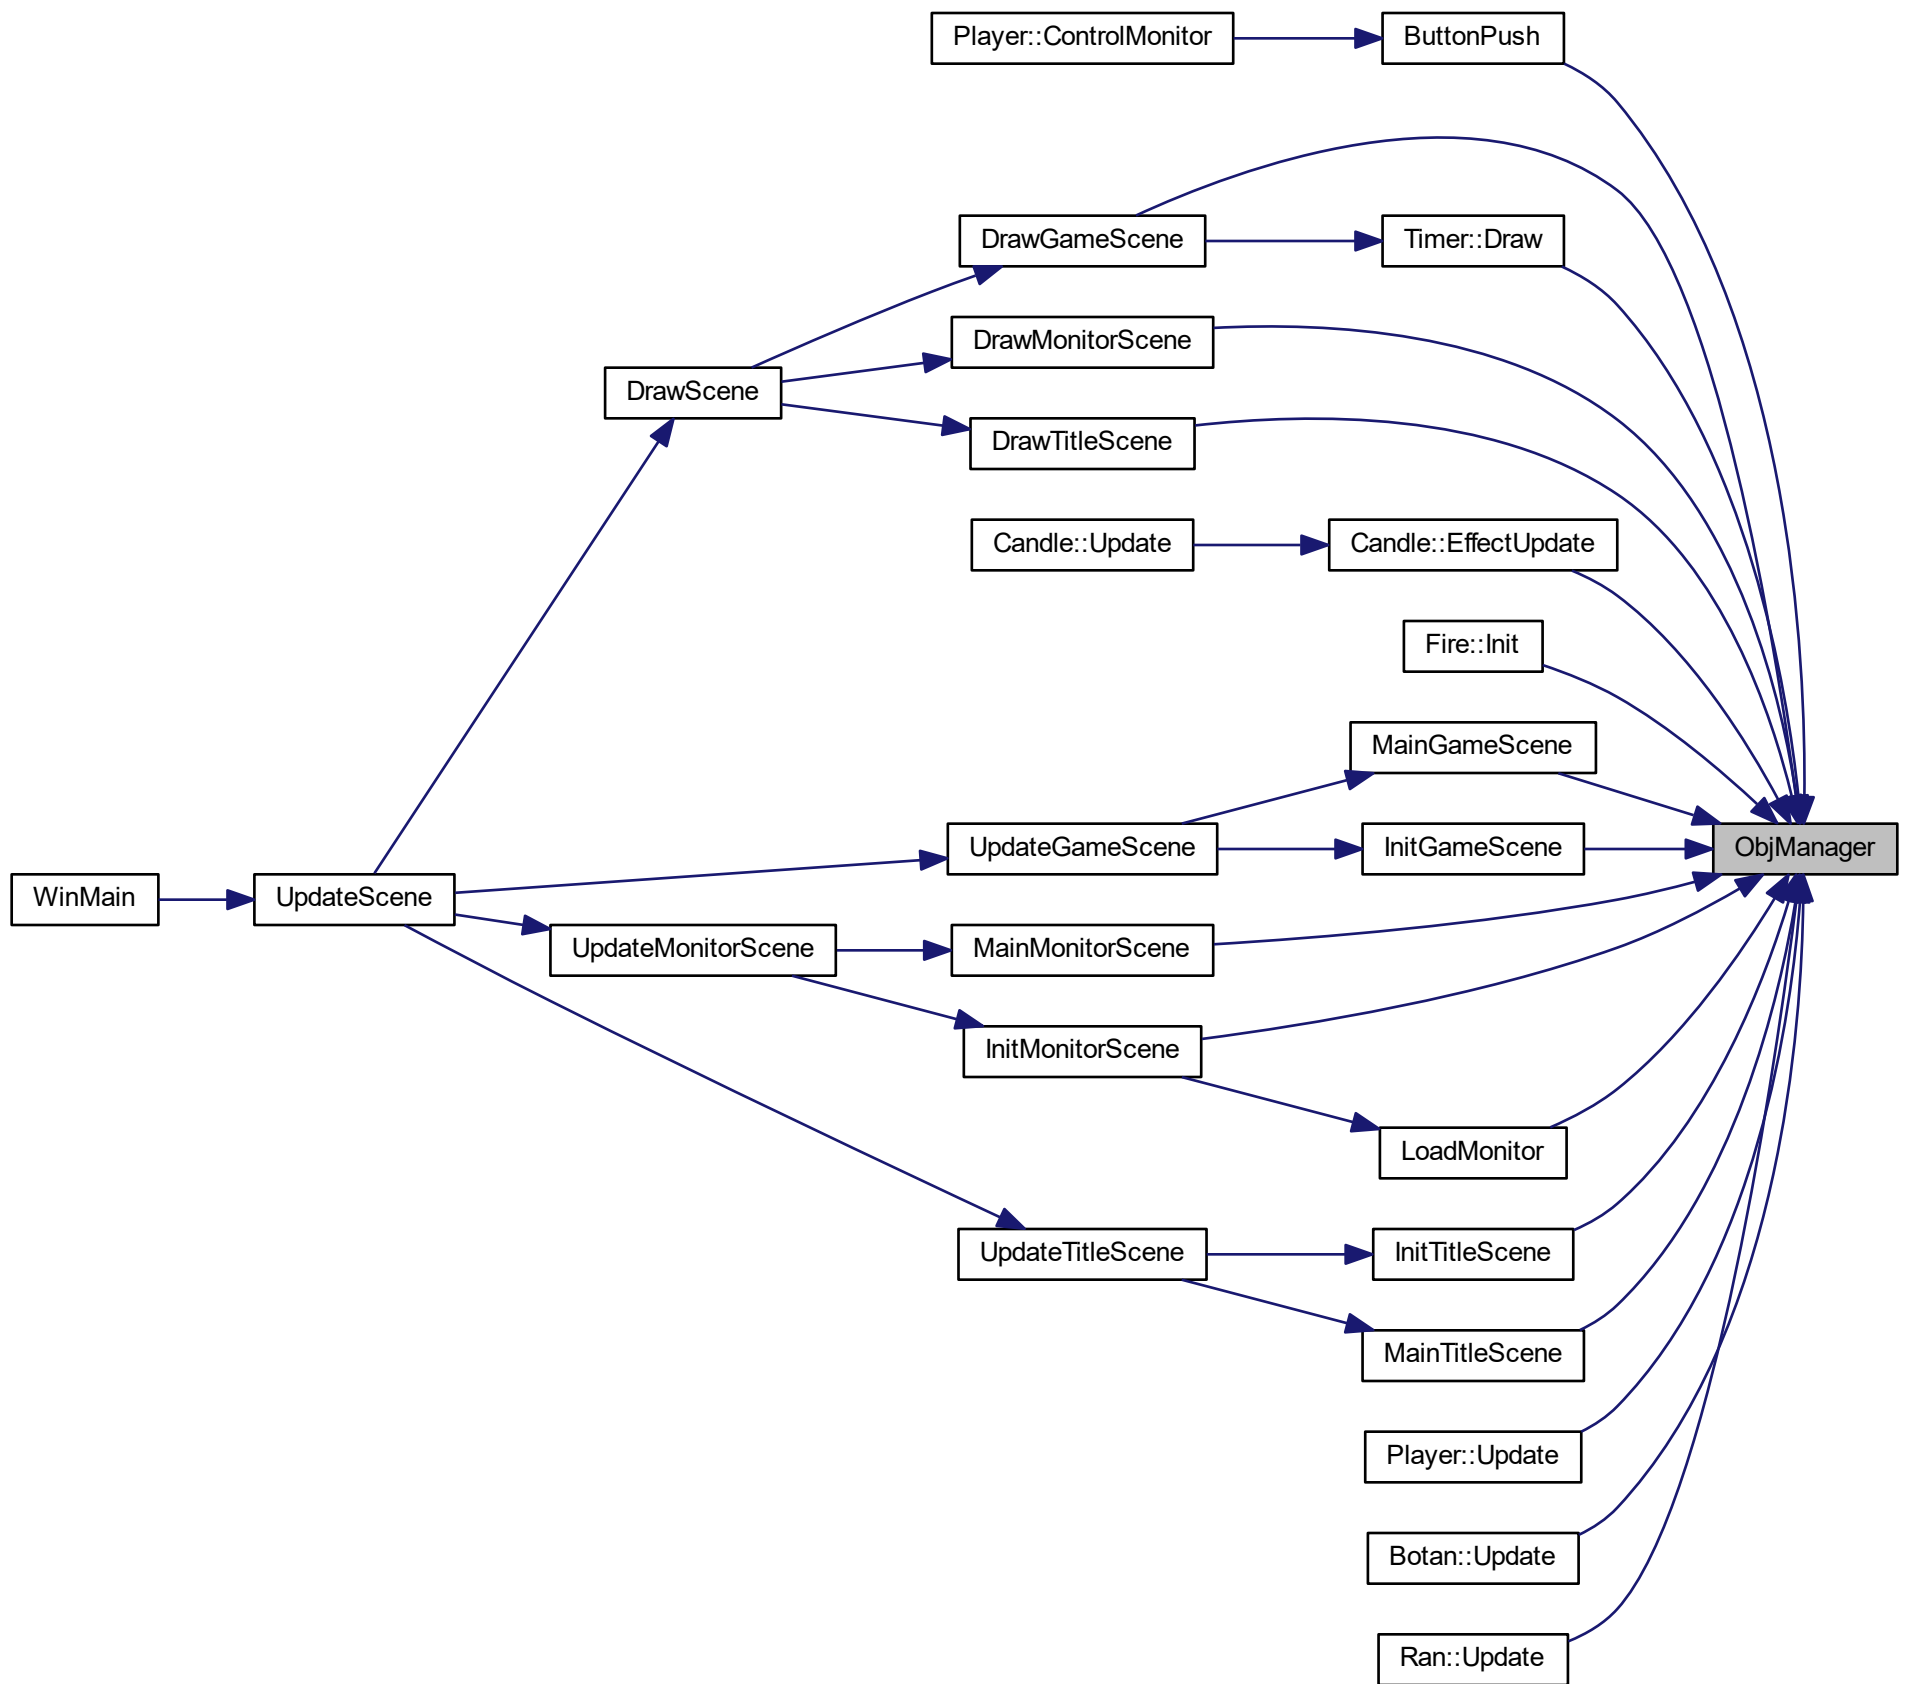 Player::ControlMonitor
ButtonPush
DrawGameScene
Timer::Draw
DrawMonitorScene
DrawScene
DrawTitleScene
Candle::Update
Candle::EffectUpdate
Fire::Init
MainGameScene
UpdateGameScene
InitGameScene
ObjManager
WinMain
UpdateScene
UpdateMonitorScene
MainMonitorScene
InitMonitorScene
LoadMonitor
UpdateTitleScene
InitTitleScene
MainTitleScene
Player::Update
Botan::Update
Ran::Update